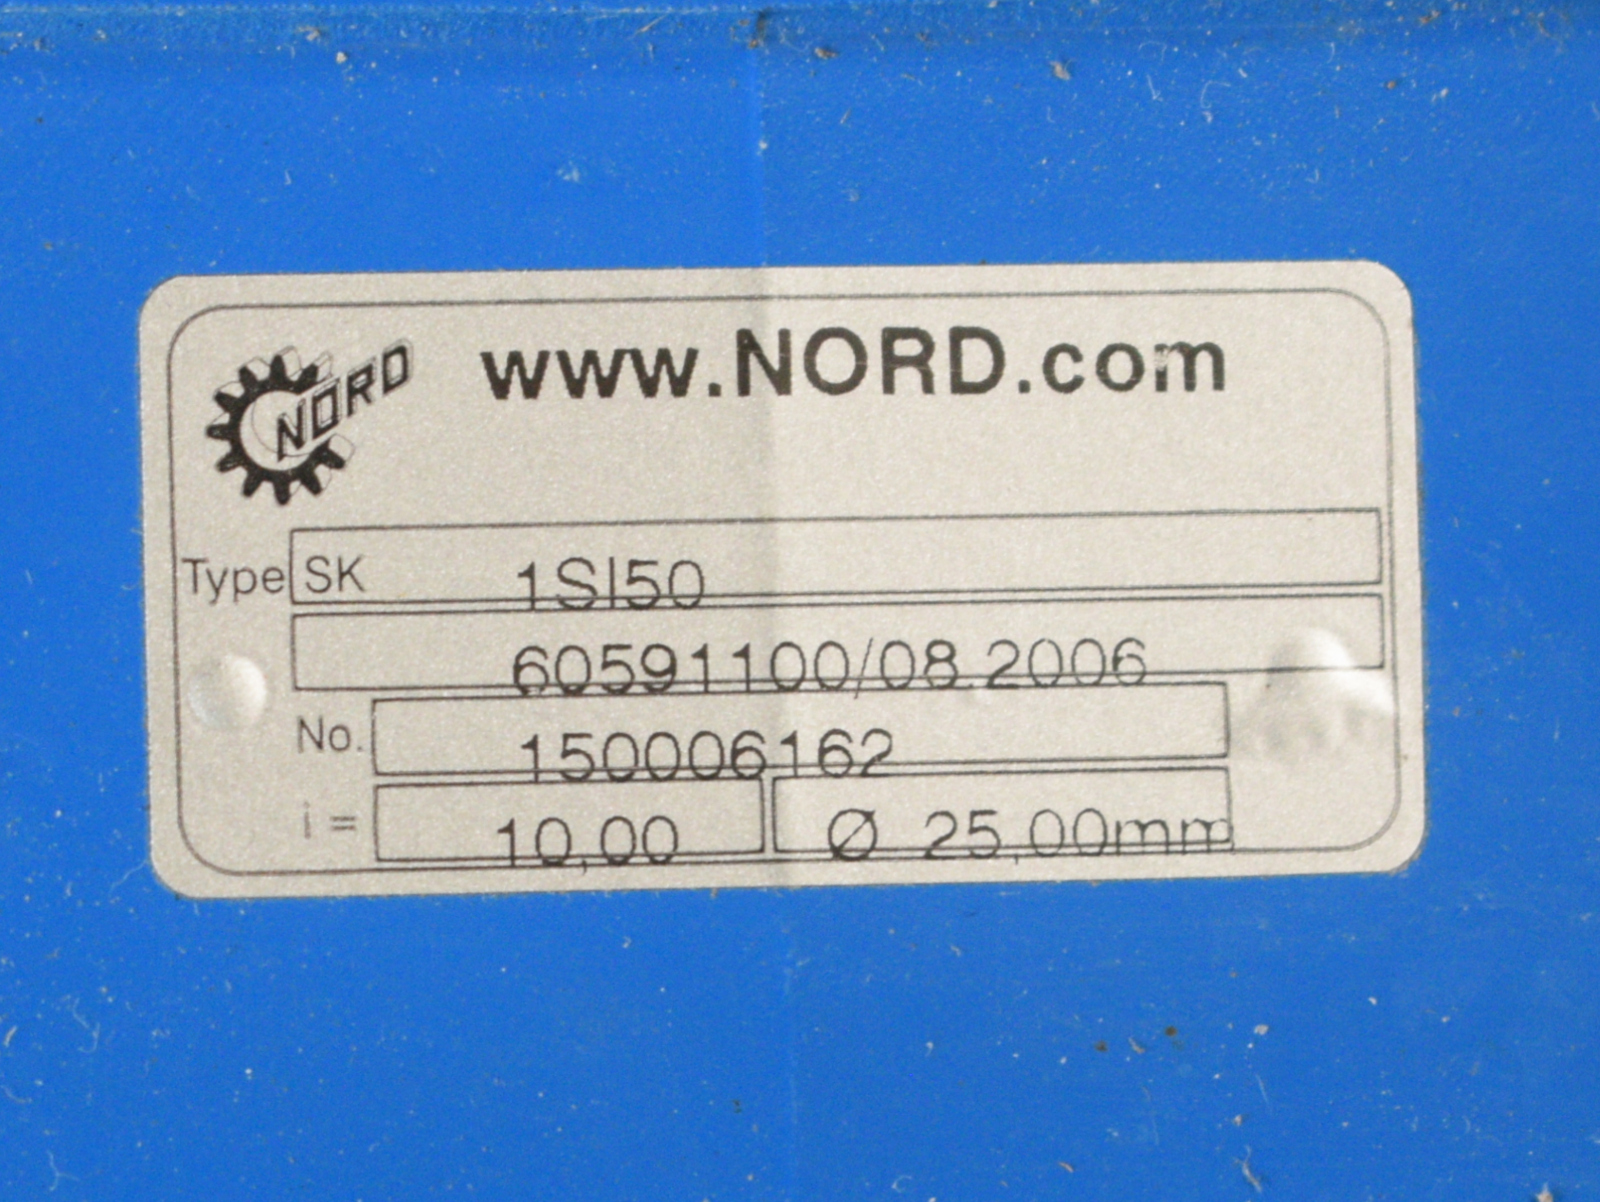 NORD
www.NORD.com
Type SK 1SI50
60591100/08.2006
No. 150006162
i = 10,00 Ø 25,00mm